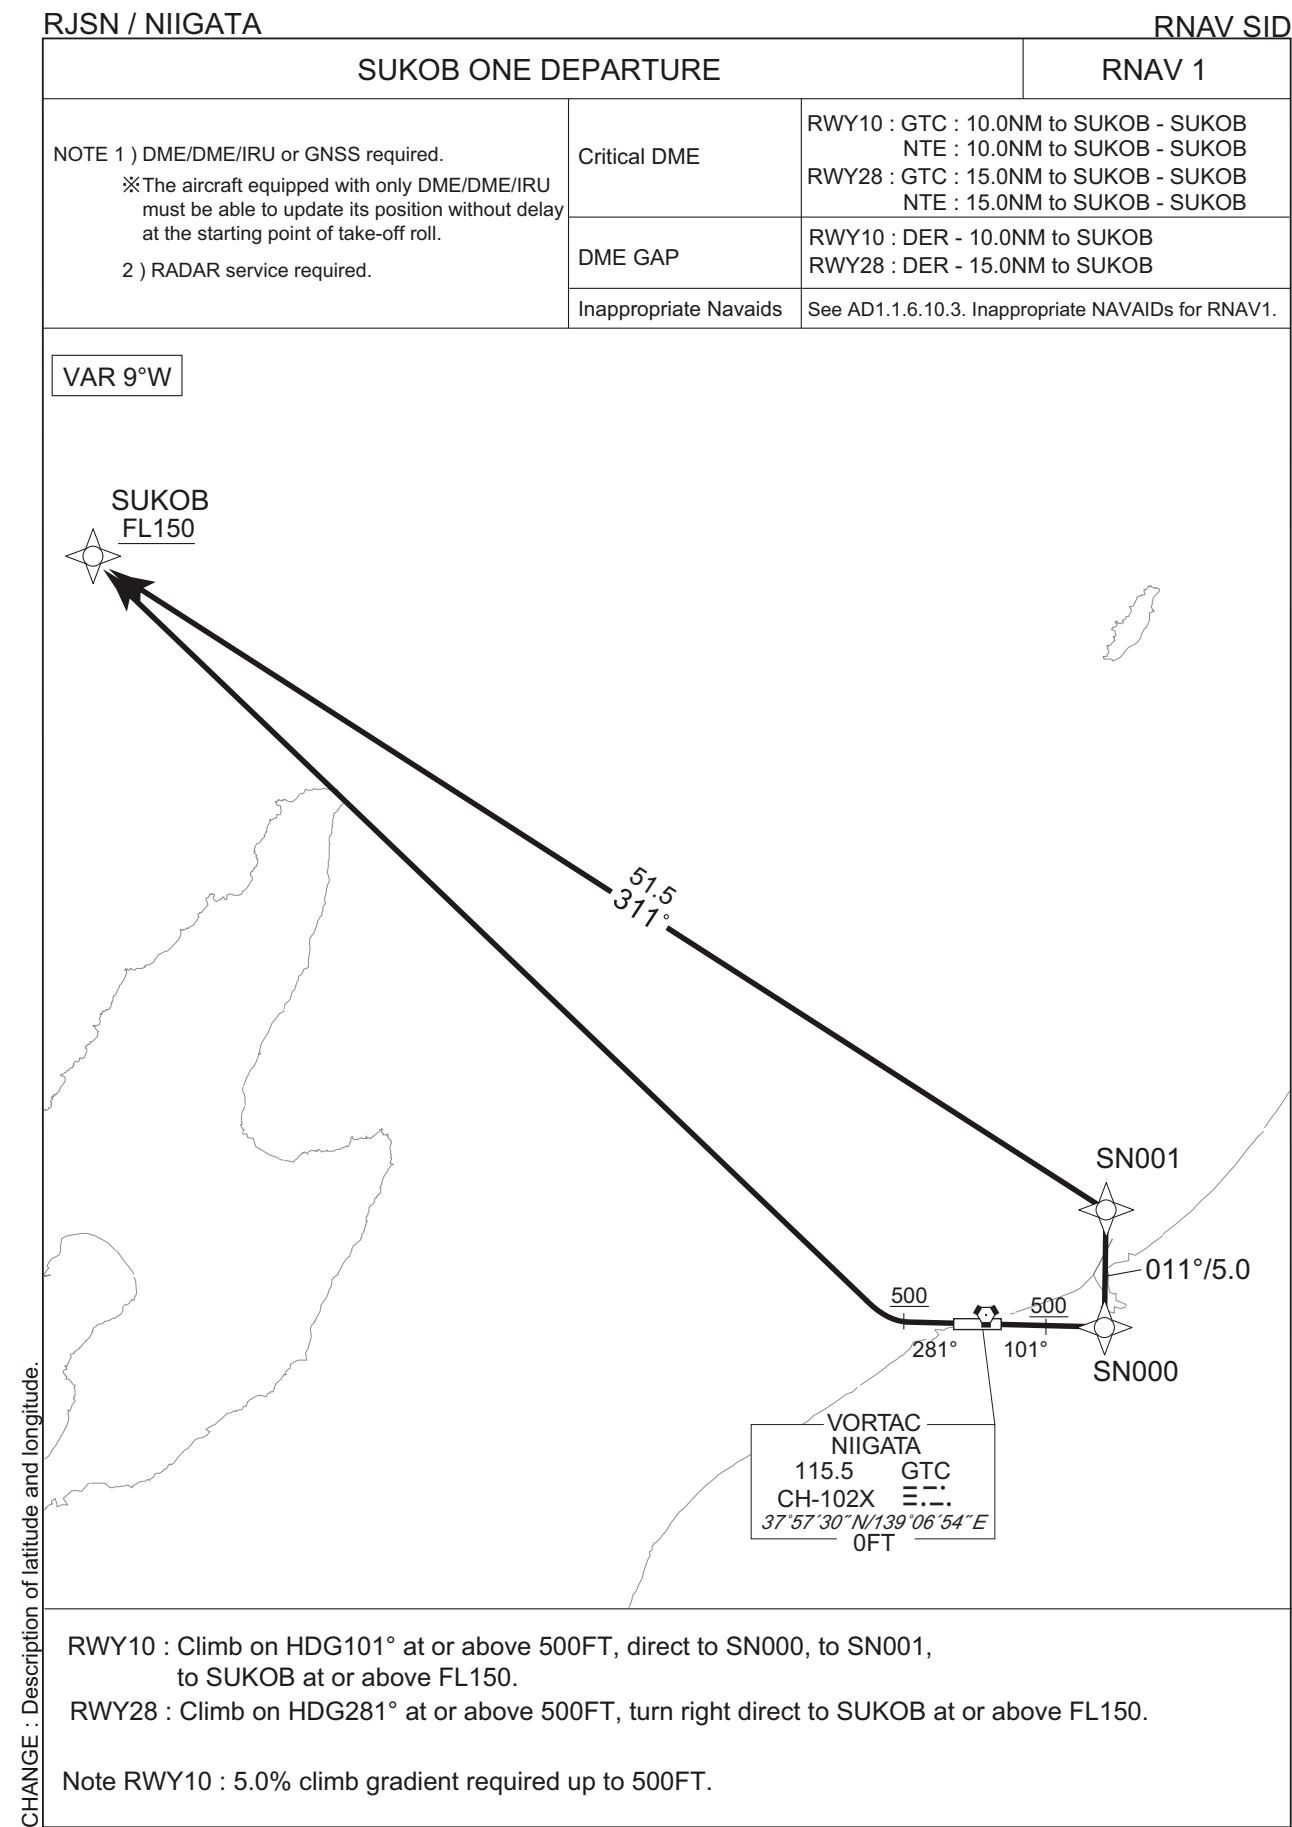 RJSN / NIIGATA
RNAV SID
SUKOB ONE DEPARTURE
RNAV 1
NOTE 1 ) DME/DME/IRU or GNSS required.
※The aircraft equipped with only DME/DME/IRU
must be able to update its position without delay
at the starting point of take-off roll.
2 ) RADAR service required.
Critical DME
RWY10 : GTC : 10.0NM to SUKOB - SUKOB
NTE : 10.0NM to SUKOB - SUKOB
RWY28 : GTC : 15.0NM to SUKOB - SUKOB
NTE : 15.0NM to SUKOB - SUKOB
DME GAP
RWY10 : DER - 10.0NM to SUKOB
RWY28 : DER - 15.0NM to SUKOB
Inappropriate Navaids
See AD1.1.6.10.3. Inappropriate NAVAIDs for RNAV1.
VAR 9°W
SUKOB
FL150
51.5
311°
SN001
011°/5.0
500
500
281°
101°
SN000
VORTAC
NIIGATA
115.5 GTC
CH-102X
37°57′30″N/139°06′54″E
0FT
RWY10 : Climb on HDG101° at or above 500FT, direct to SN000, to SN001,
to SUKOB at or above FL150.
RWY28 : Climb on HDG281° at or above 500FT, turn right direct to SUKOB at or above FL150.
Note RWY10 : 5.0% climb gradient required up to 500FT.
CHANGE : Description of latitude and longitude.